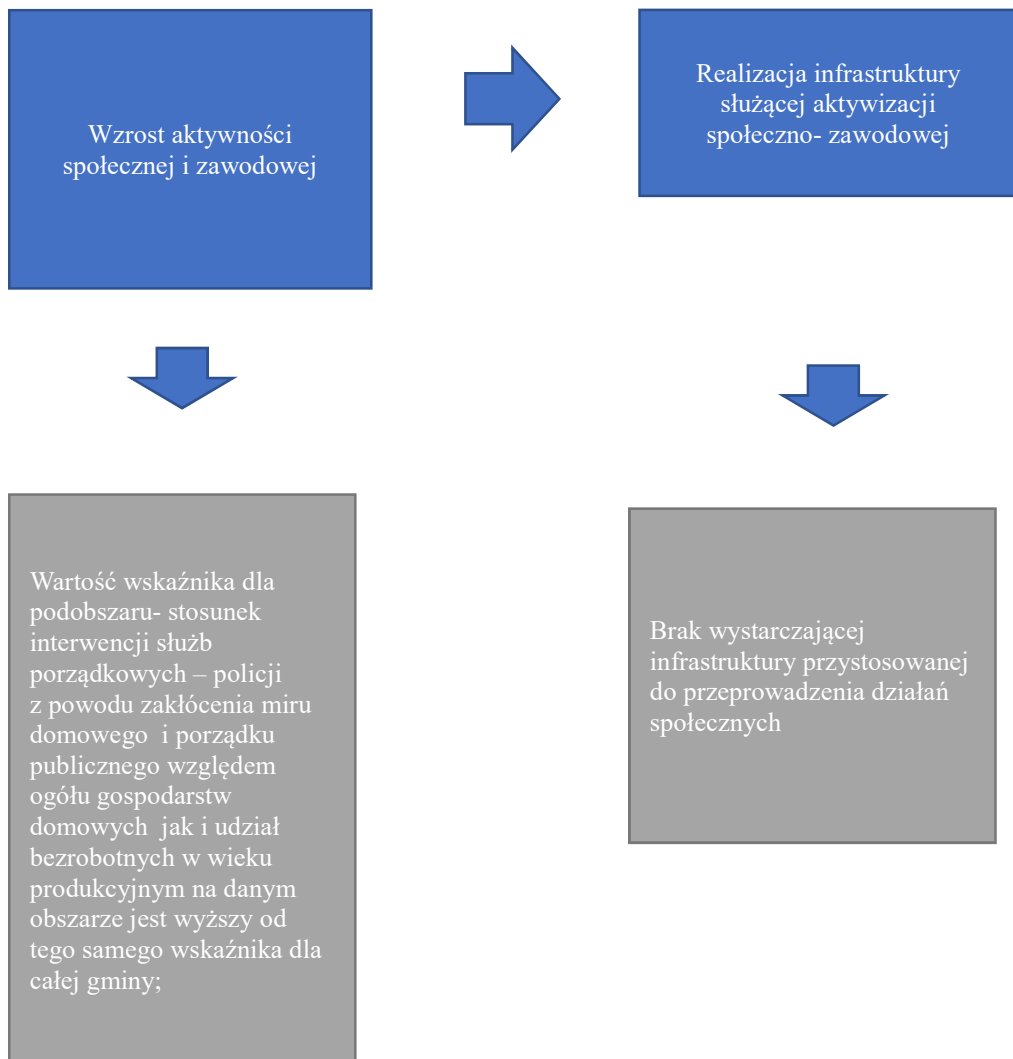 Wzrost aktywności
społecznej i zawodowej
Realizacja infrastruktury
służącej aktywizacji
społeczno- zawodowej
Wartość wskaźnika dla
podobszaru- stosunek
interwencji służb
porządkowych – policji
z powodu zakłócenia miru
domowego  i porządku
publicznego względem
ogółu gospodarstw
domowych  jak i udział
bezrobotnych w wieku
produkcyjnym na danym
obszarze jest wyższy od
tego samego wskaźnika dla
całej gminy;
Brak wystarczającej
infrastruktury przystosowanej
do przeprowadzenia działań
społecznych